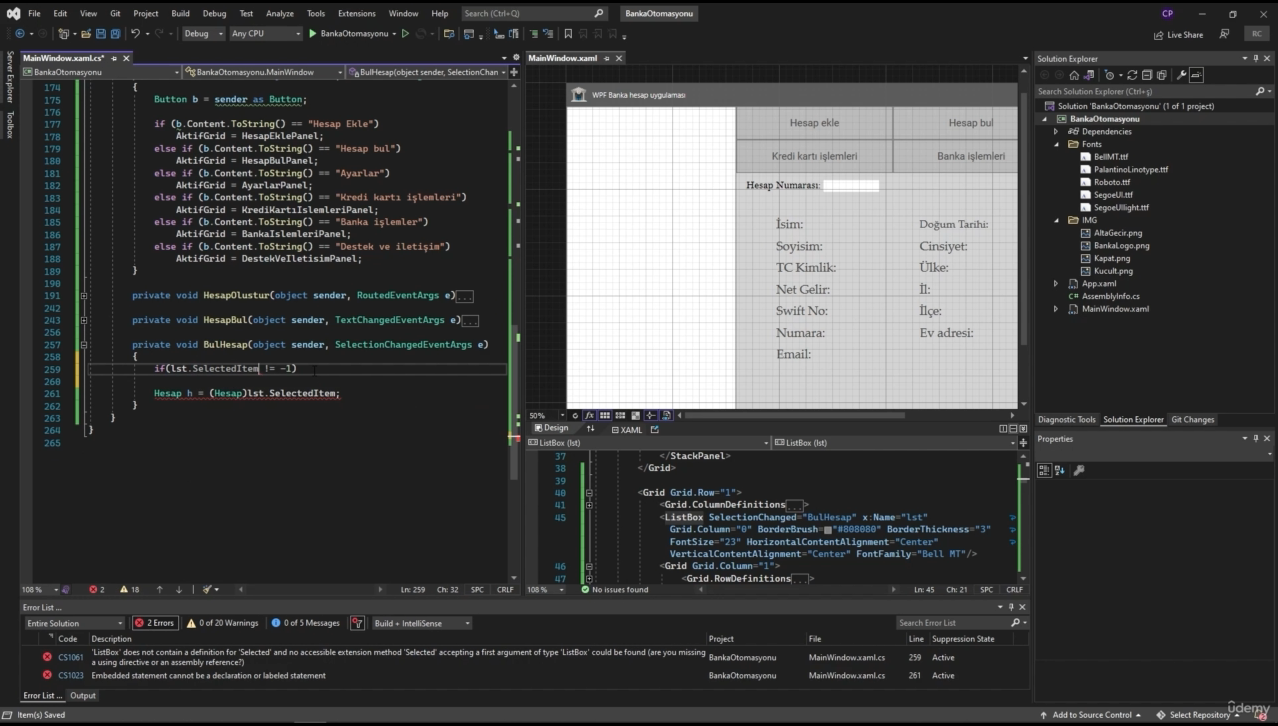 File Edit View Git Project Build Debug Test Analyze Tools Extensions Window Help Search (Ctrl+Q) BankaOtomasyonu CP
Debug Any CPU BankaOtomasyonu Live Share RC
Server Explorer
Toolbox
MainWindow.xaml.cs*
BankaOtomasyonu BankaOtomasyonu.MainWindow BulHesap(object sender, SelectionChan
174 {
175 Button b = sender as Button;
176
177 if (b.Content.ToString() == "Hesap Ekle")
178 AktifGrid = HesapEklePanel;
179 else if (b.Content.ToString() == "Hesap bul")
180 AktifGrid = HesapBulPanel;
181 else if (b.Content.ToString() == "Ayarlar")
182 AktifGrid = AyarlarPanel;
183 else if (b.Content.ToString() == "Kredi kartı işlemleri")
184 AktifGrid = KrediKartıIslemleriPanel;
185 else if (b.Content.ToString() == "Banka işlemler")
186 AktifGrid = BankaIslemleriPanel;
187 else if (b.Content.ToString() == "Destek ve iletişim")
188 AktifGrid = DestekVeIletisimPanel;
189 }
190
191 private void HesapOlustur(object sender, RoutedEventArgs e)...
242
243 private void HesapBul(object sender, TextChangedEventArgs e)...
256
257 private void BulHesap(object sender, SelectionChangedEventArgs e)
258 {
259 if(lst.SelectedItem != -1)
260
261 Hesap h = (Hesap)lst.SelectedItem;
262 }
263 }
264 }
265
108 % 2 18 Ln: 259 Ch: 32 SPC CRLF
MainWindow.xaml
WPF Banka hesap uygulaması
Hesap ekle Hesap bul
Kredi kartı işlemleri Banka işlemleri
Hesap Numarası:
İsim: Doğum Tarihi:
Soyisim: Cinsiyet:
TC Kimlik: Ülke:
Net Gelir: İl:
Swift No: İlçe:
Numara: Ev adresi:
Email:
50% fx
Design XAML
ListBox (lst) ListBox (lst)
37 </StackPanel>
38 </Grid>
39
40 <Grid Grid.Row="1">
41 <Grid.ColumnDefinitions...>
45 <ListBox SelectionChanged="BulHesap" x:Name="lst"
Grid.Column="0" BorderBrush="#808080" BorderThickness="3"
FontSize="23" HorizontalContentAlignment="Center"
VerticalContentAlignment="Center" FontFamily="Bell MT"/>
46 <Grid Grid.Column="1">
47 <Grid.RowDefinitions...>
108 % No issues found Ln: 45 Ch: 21 SPC CRLF
Solution Explorer
Search Solution Explorer (Ctrl+ş)
Solution 'BankaOtomasyonu' (1 of 1 project)
BankaOtomasyonu
Dependencies
Fonts
BellMT.ttf
PalantinoLinotype.ttf
Roboto.ttf
SegoeUI.ttf
SegoeUIlight.ttf
IMG
AltaGecir.png
BankaLogo.png
Kapat.png
Kucult.png
App.xaml
AssemblyInfo.cs
MainWindow.xaml
Diagnostic Tools Solution Explorer Git Changes
Properties
Error List ...
Entire Solution 2 Errors 0 of 20 Warnings 0 of 5 Messages Build + IntelliSense Search Error List
Code Description Project File Line Suppression State
CS1061 'ListBox' does not contain a definition for 'Selected' and no accessible extension method 'Selected' accepting a first argument of type 'ListBox' could be found (are you missing a using directive or an assembly reference?) BankaOtomasyonu MainWindow.xaml.cs 259 Active
CS1023 Embedded statement cannot be a declaration or labeled statement BankaOtomasyonu MainWindow.xaml.cs 261 Active
Error List ... Output
Item(s) Saved Add to Source Control Select Repository
ûdemy